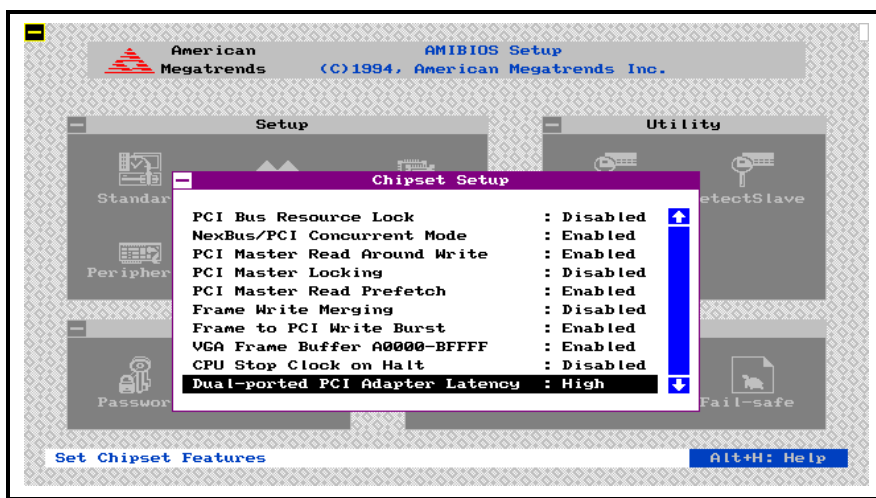 American Megatrends
AMIBIOS Setup
(C)1994, American Megatrends Inc.
Setup
Utility
Standar
etectSlave
Peripher
Chipset Setup
PCI Bus Resource Lock : Disabled
NexBus/PCI Concurrent Mode : Enabled
PCI Master Read Around Write : Enabled
PCI Master Locking : Disabled
PCI Master Read Prefetch : Enabled
Frame Write Merging : Disabled
Frame to PCI Write Burst : Enabled
VGA Frame Buffer A0000-BFFFF : Enabled
CPU Stop Clock on Halt : Disabled
Dual-ported PCI Adapter Latency : High
Passwor
Fail-safe
Set Chipset Features
Alt+H: Help